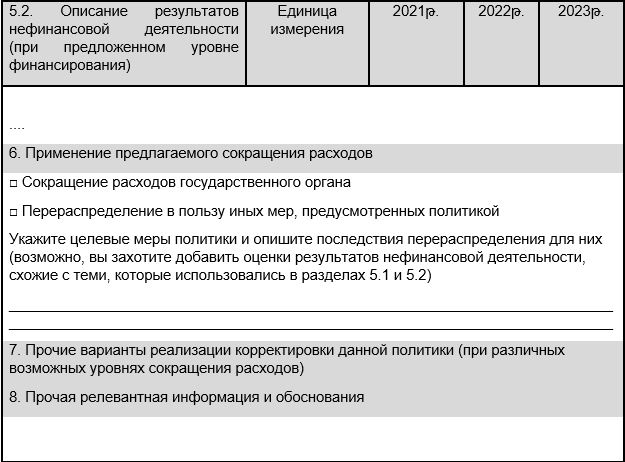 5.2. Описание результатов нефинансовой деятельности (при предложенном уровне финансирования)
Единица измерения
2021թ.
2022թ.
2023թ.
....
6. Применение предлагаемого сокращения расходов
□ Сокращение расходов государственного органа
□ Перераспределение в пользу иных мер, предусмотренных политикой
Укажите целевые меры политики и опишите последствия перераспределения для них
(возможно, вы захотите добавить оценки результатов нефинансовой деятельности,
схожие с теми, которые использовались в разделах 5.1 и 5.2)
7. Прочие варианты реализации корректировки данной политики (при различных
возможных уровнях сокращения расходов)
8. Прочая релевантная информация и обоснования